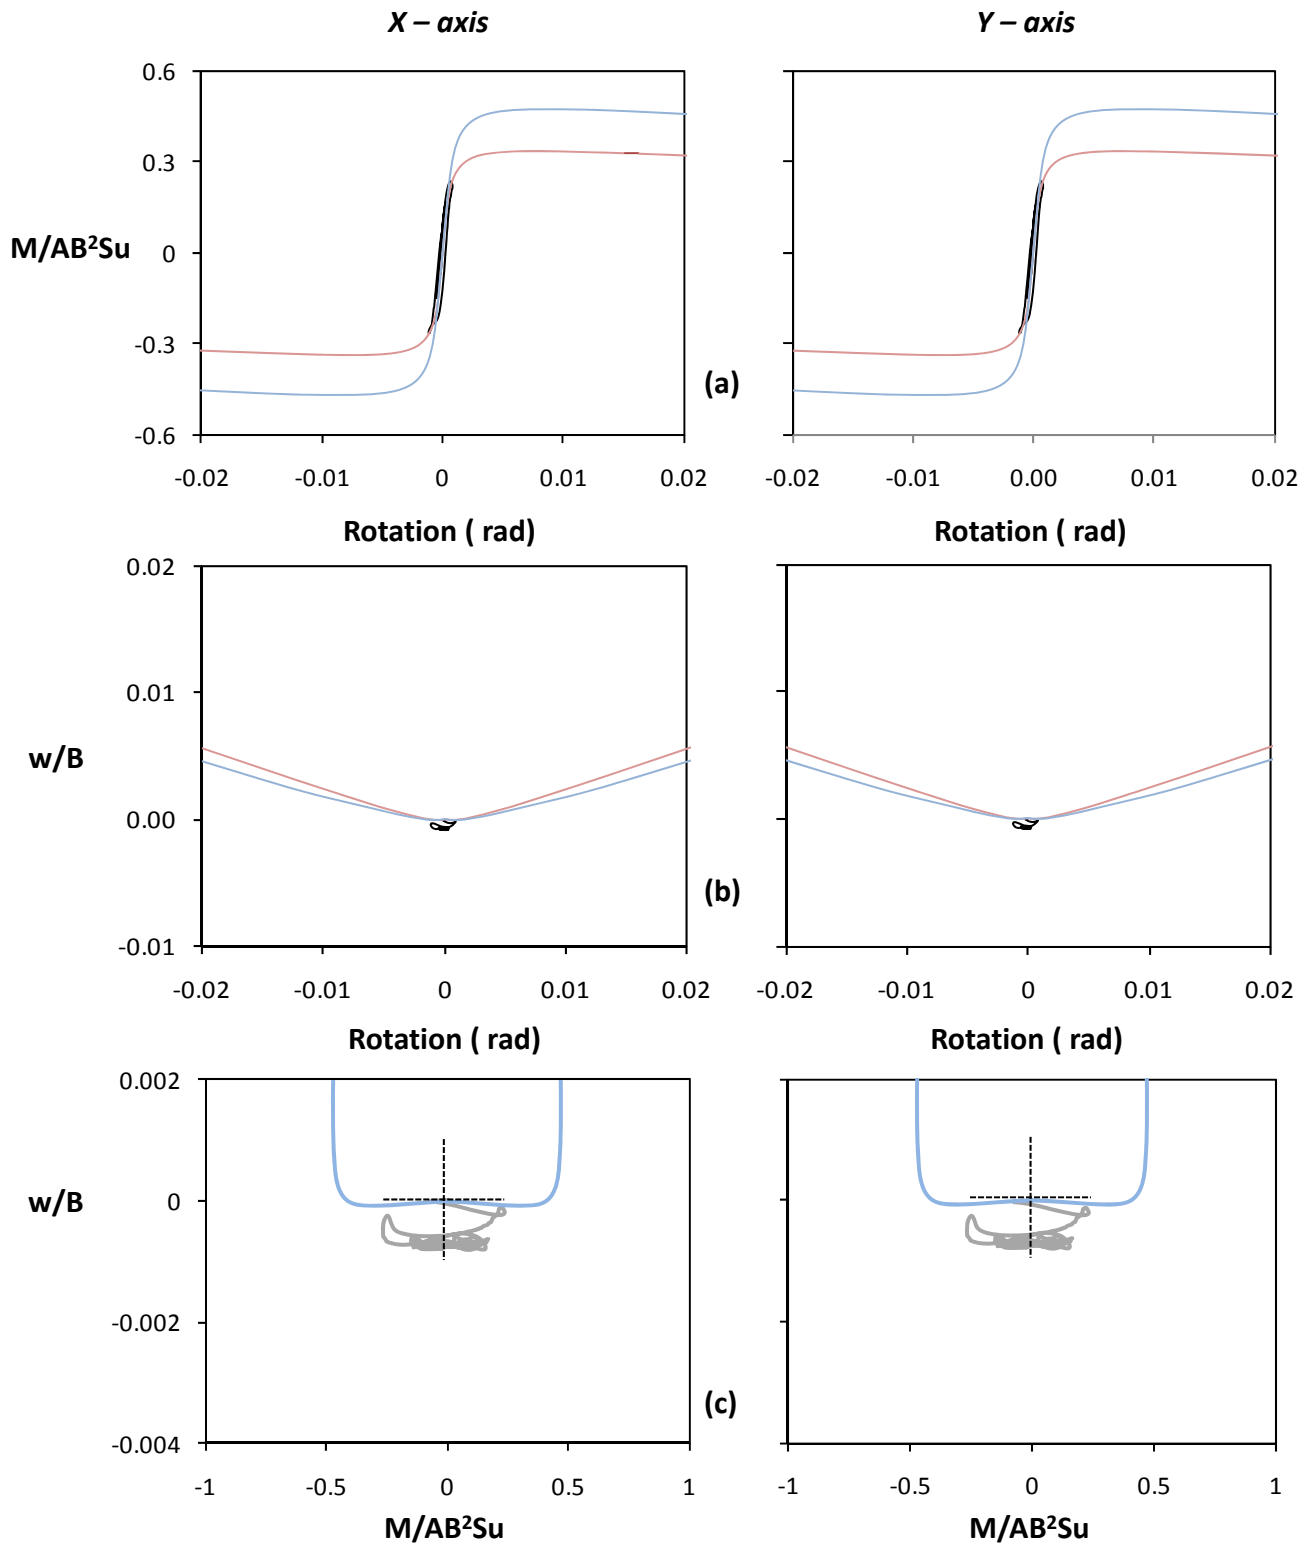 X – axis
Y – axis
0.6
0.3
0
-0.3
-0.6
M/AB²Su
-0.02 -0.01 0 0.01 0.02
-0.02 -0.01 0.00 0.01 0.02
(a)
Rotation ( rad)
Rotation ( rad)
0.02
0.01
0.00
-0.01
w/B
-0.02 -0.01 0 0.01 0.02
-0.02 -0.01 0 0.01 0.02
(b)
Rotation ( rad)
Rotation ( rad)
0.002
0
-0.002
-0.004
w/B
-1 -0.5 0 0.5 1
-1 -0.5 0 0.5 1
(c)
M/AB²Su
M/AB²Su